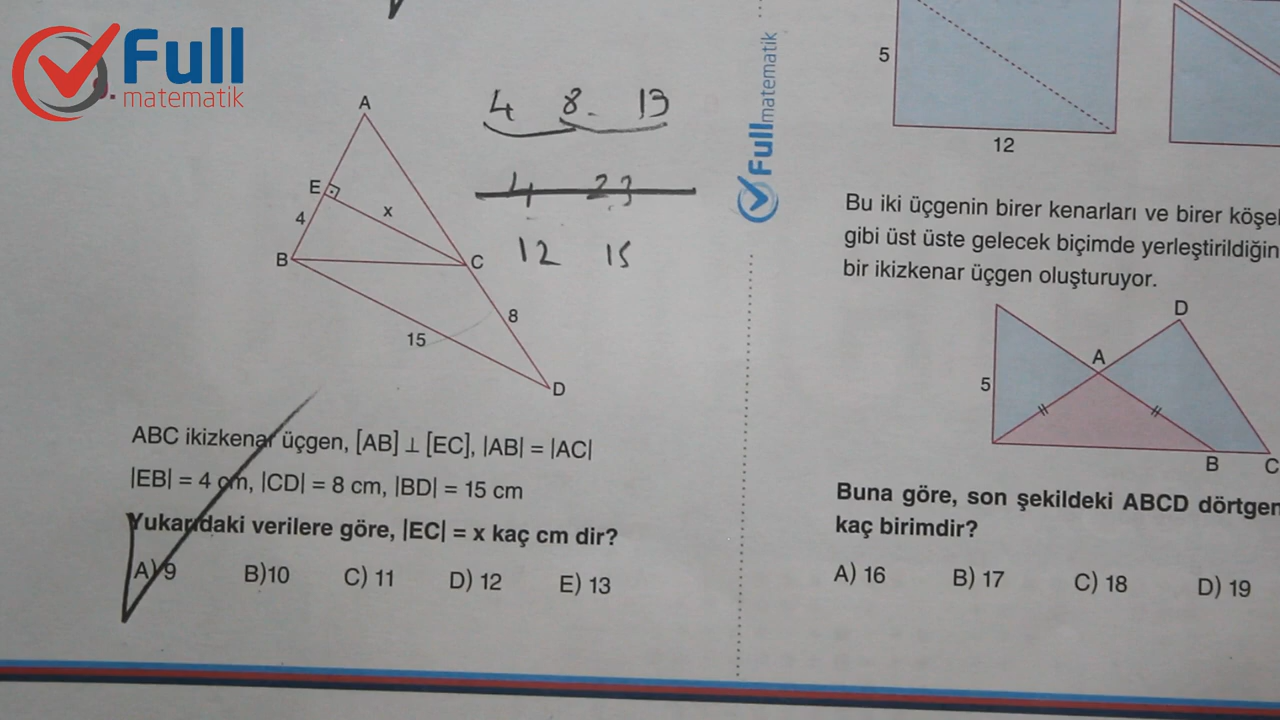 Full
matematik
A
E
4
x
B
C
8
15
D
4 8. 13
4 23
12 15
ABC ikizkenar üçgen, [AB] ⊥ [EC], |AB| = |AC|
|EB| = 4 cm, |CD| = 8 cm, |BD| = 15 cm
Yukarıdaki verilere göre, |EC| = x kaç cm dir?
A) 9 B)10 C) 11 D) 12 E) 13
Fullmatematik
5
12
Bu iki üçgenin birer kenarları ve birer köşel
gibi üst üste gelecek biçimde yerleştirildiğin
bir ikizkenar üçgen oluşturuyor.
D
A
5
B
C
Buna göre, son şekildeki ABCD dörtgen
kaç birimdir?
A) 16 B) 17 C) 18 D) 19